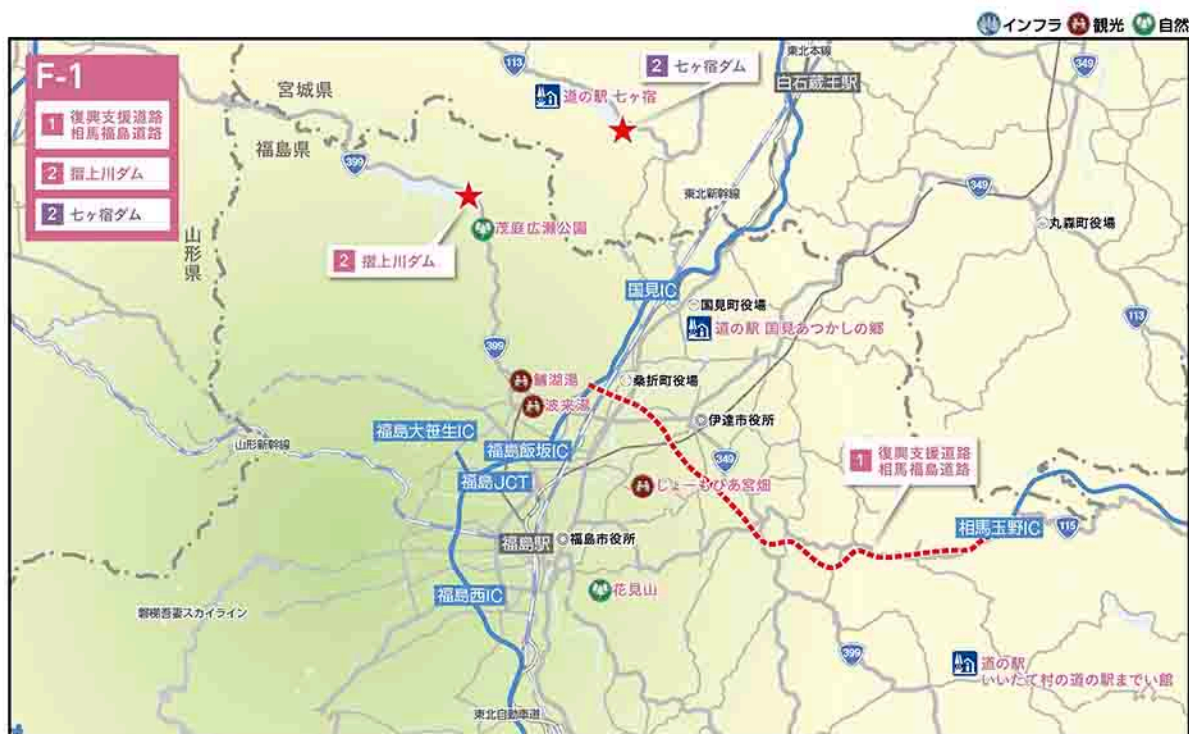 インフラ 観光 自然
F-1
1 復興支援道路
相馬福島道路
2 摺上川ダム
2 七ヶ宿ダム
宮城県
福島県
山形県
113
道の駅 七ヶ宿
2 七ヶ宿ダム
東北本線
白石蔵王駅
349
399
東北新幹線
349
丸森町役場
茂庭広瀬公園
2 摺上川ダム
国見IC
国見町役場
道の駅 国見あつかしの郷
113
399
鯖湖湯
波来湯
桑折町役場
伊達市役所
福島大笹生IC
福島飯坂IC
山形新幹線
福島JCT
349
1 復興支援道路
相馬福島道路
じょーもぴあ宮畑
相馬玉野IC
115
福島駅
福島市役所
花見山
福島西IC
磐梯吾妻スカイライン
399
道の駅
いいたて村の道の駅までい館
東北自動車道